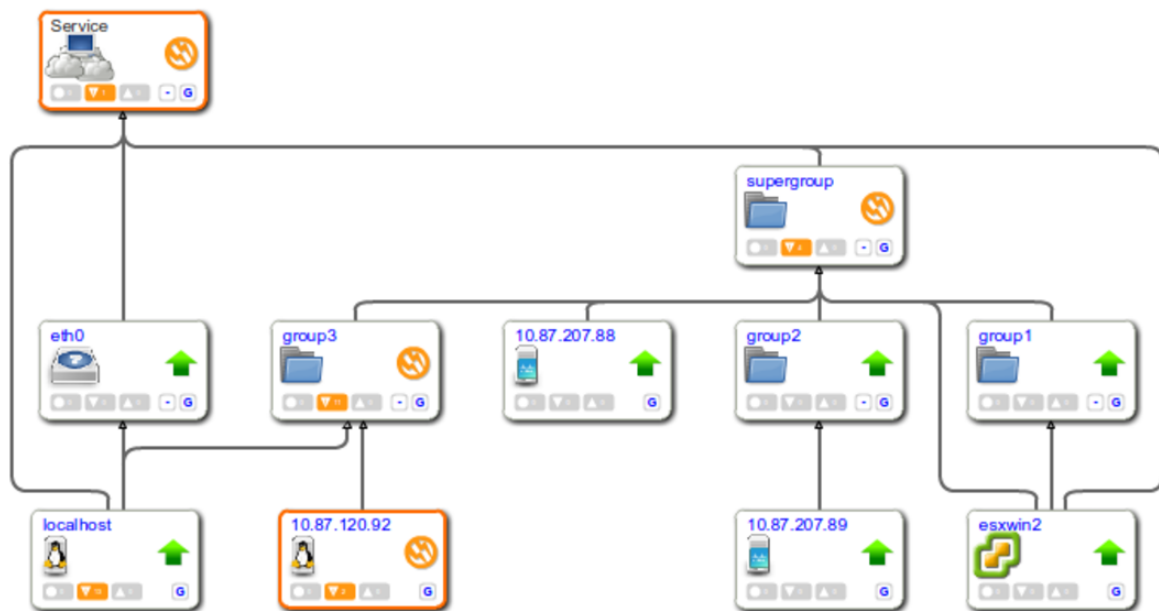 Service
- G
supergroup
- G
eth0
- G
group3
- G
10.87.207.88
G
group2
- G
group1
- G
localhost
G
10.87.120.92
G
10.87.207.89
G
esxwin2
G